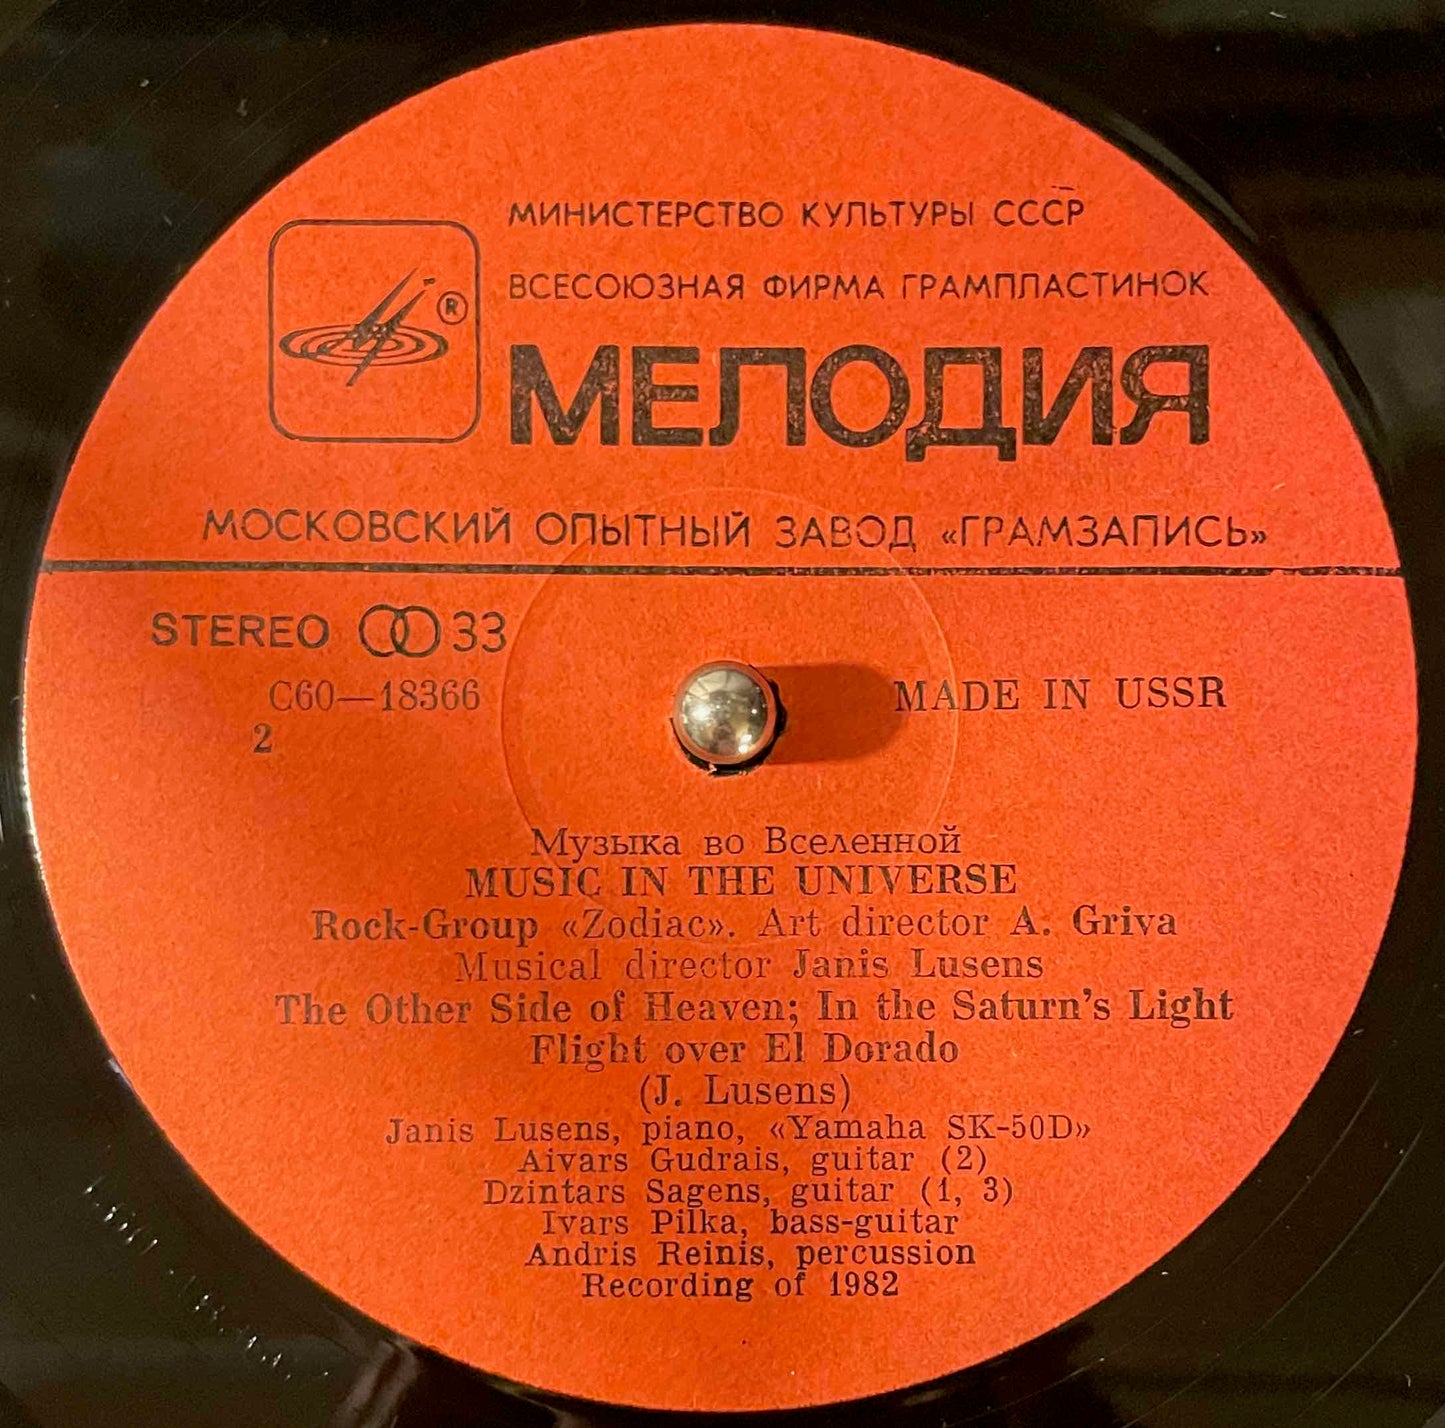 МИНИСТЕРСТВО КУЛЬТУРЫ СССР
ВСЕСОЮЗНАЯ ФИРМА ГРАМПЛАСТИНОК
®
МЕЛОДИЯ
МОСКОВСКИЙ ОПЫТНЫЙ ЗАВОД «ГРАМЗАПИСЬ»
STEREO 33
С60—18366
MADE IN USSR
2
Музыка во Вселенной
MUSIC IN THE UNIVERSE
Rock-Group «Zodiac». Art director A. Griva
Musical director Janis Lusens
The Other Side of Heaven; In the Saturn's Light
Flight over El Dorado
(J. Lusens)
Janis Lusens, piano, «Yamaha SK-50D»
Aivars Gudrais, guitar (2)
Dzintars Sagens, guitar (1, 3)
Ivars Pilka, bass-guitar
Andris Reinis, percussion
Recording of 1982